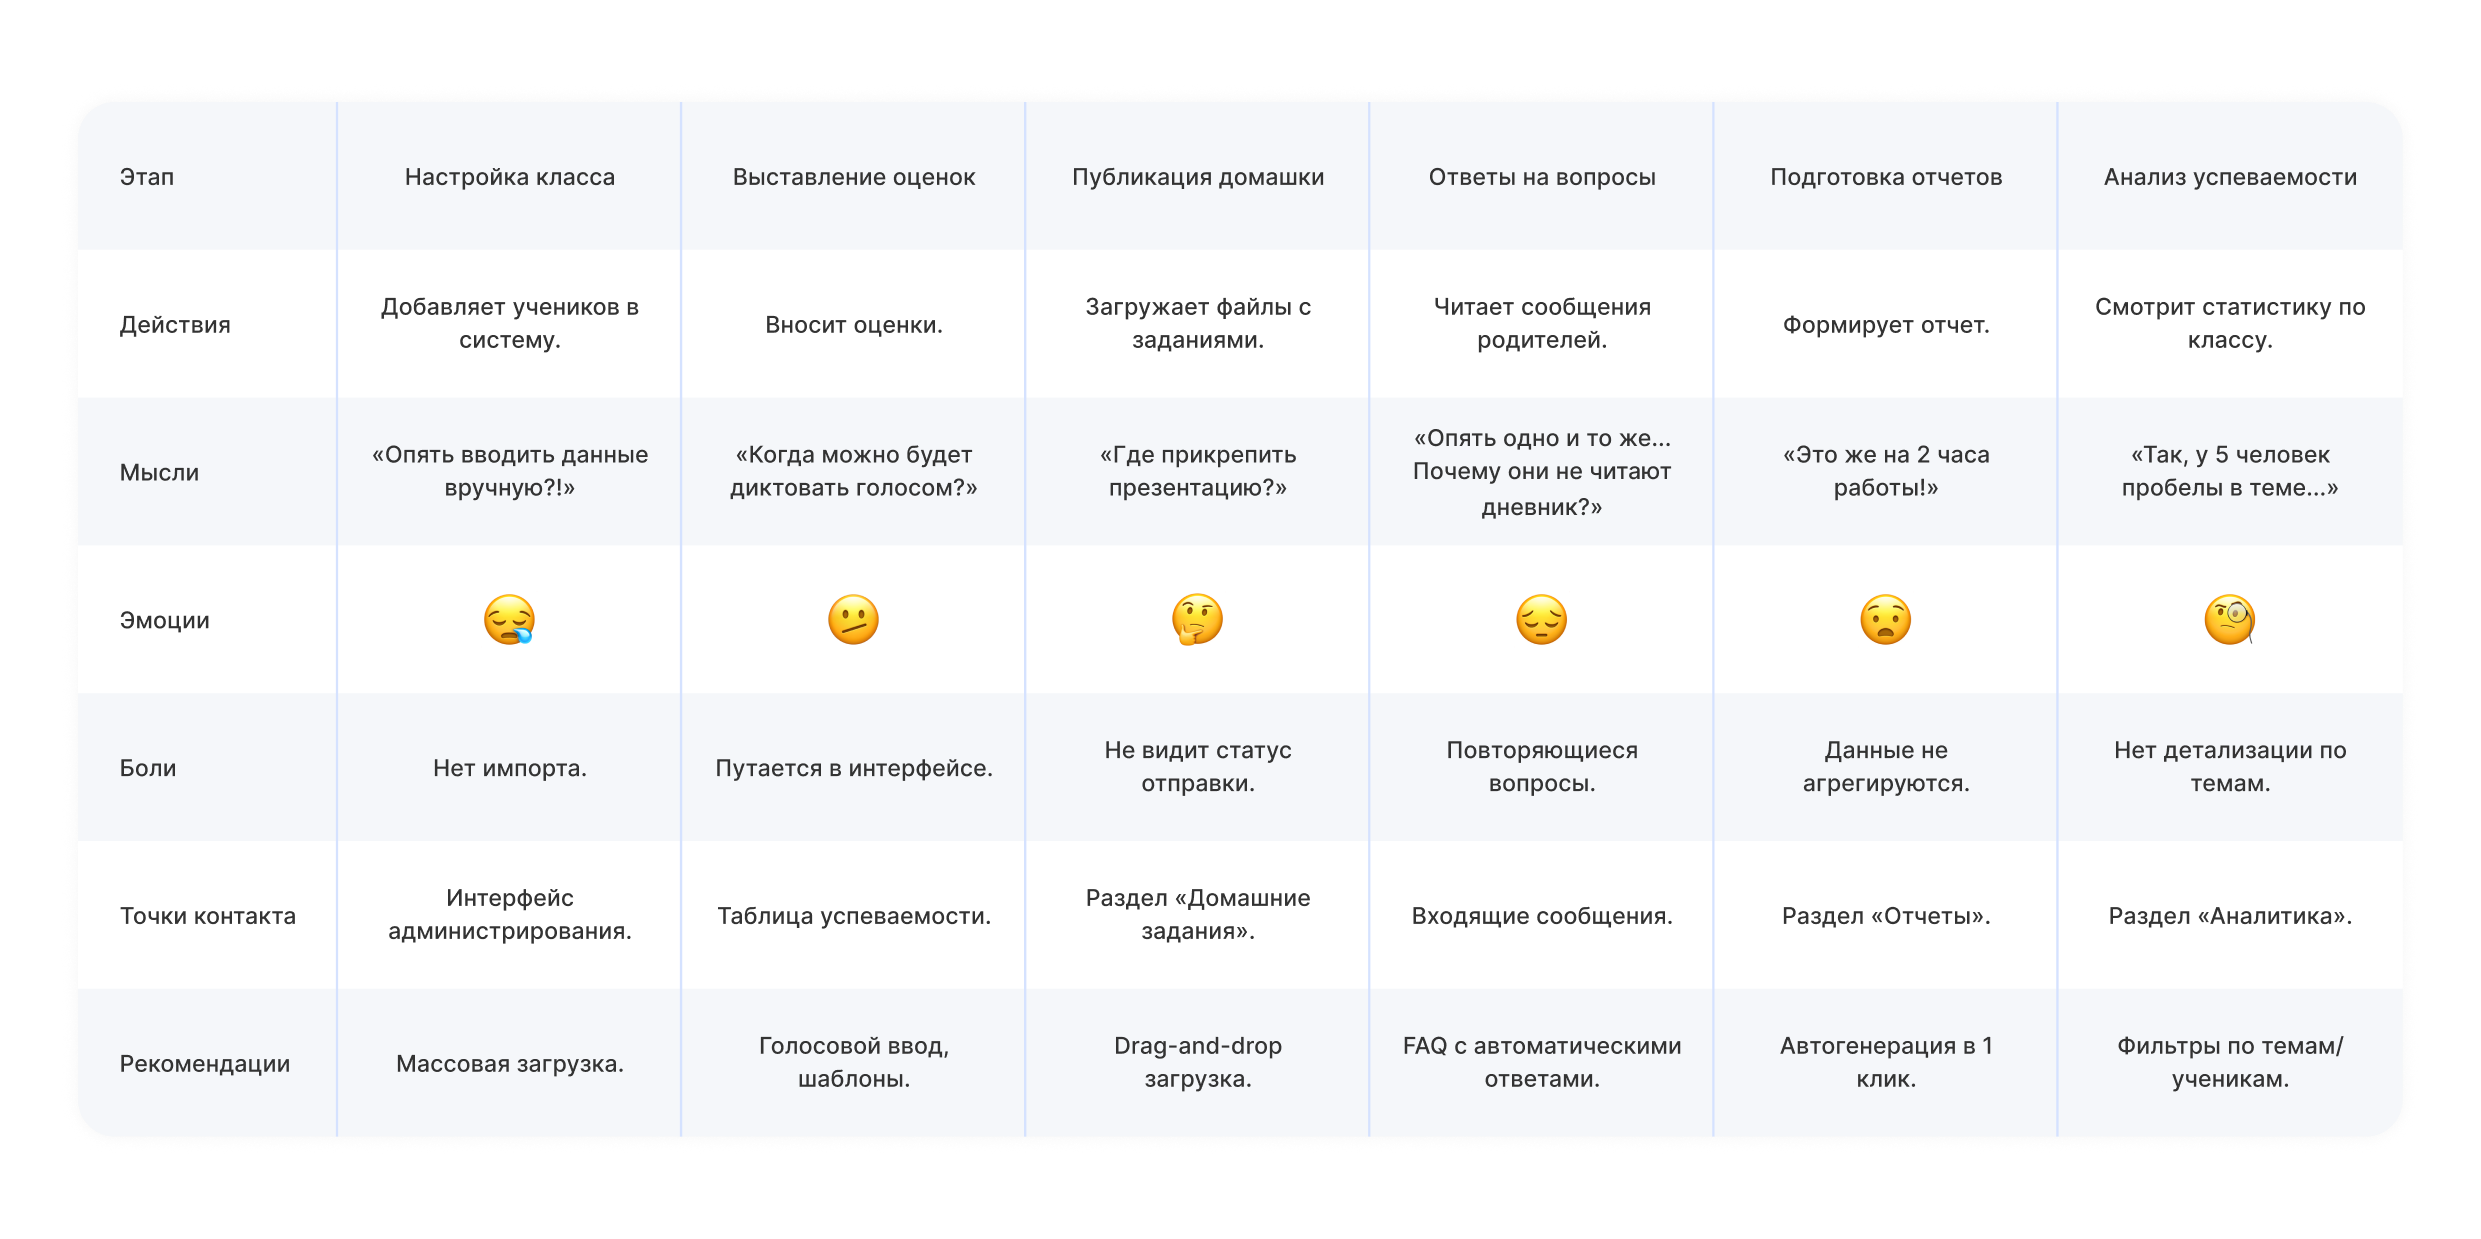 Этап
Настройка класса
Выставление оценок
Публикация домашки
Ответы на вопросы
Подготовка отчетов
Анализ успеваемости
Действия
Добавляет учеников в
систему.
Вносит оценки.
Загружает файлы с
заданиями.
Читает сообщения
родителей.
Формирует отчет.
Смотрит статистику по
классу.
Мысли
«Опять вводить данные
вручную?!»
«Когда можно будет
диктовать голосом?»
«Где прикрепить
презентацию?»
«Опять одно и то же...
Почему они не читают
дневник?»
«Это же на 2 часа
работы!»
«Так, у 5 человек
пробелы в теме...»
Эмоции
Боли
Нет импорта.
Путается в интерфейсе.
Не видит статус
отправки.
Повторяющиеся
вопросы.
Данные не
агрегируются.
Нет детализации по
темам.
Точки контакта
Интерфейс
администрирования.
Таблица успеваемости.
Раздел «Домашние
задания».
Входящие сообщения.
Раздел «Отчеты».
Раздел «Аналитика».
Рекомендации
Массовая загрузка.
Голосовой ввод,
шаблоны.
Drag-and-drop
загрузка.
FAQ с автоматическими
ответами.
Автогенерация в 1
клик.
Фильтры по темам/
ученикам.